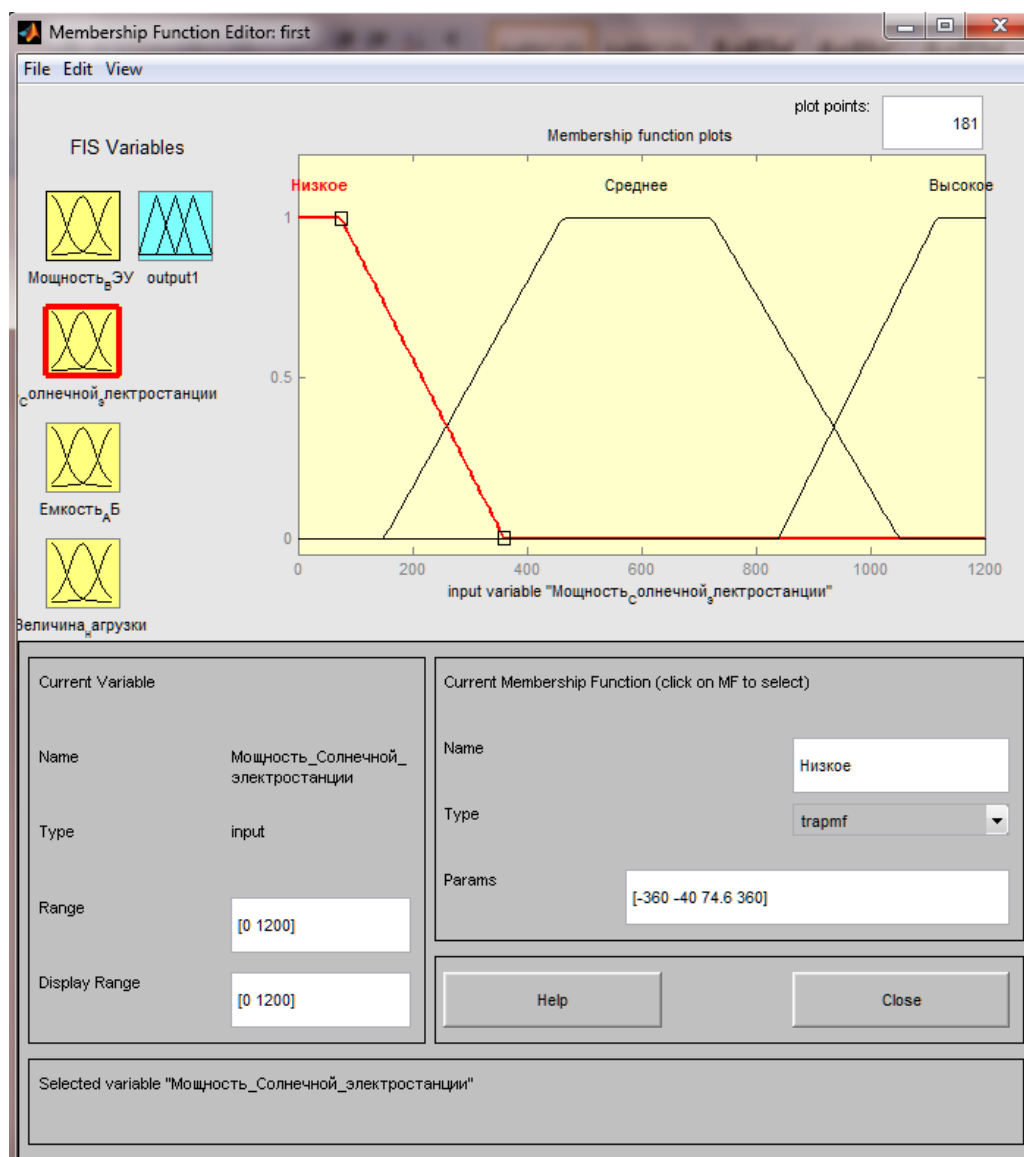 Membership Function Editor: first
File Edit View
plot points:
181
FIS Variables
Membership function plots
Мощность_ВЭУ output1
Солнечной_электростанции
Емкость_АБ
Величина_нагрузки
Низкое Среднее Высокое
1
0.5
0
0 200 400 600 800 1000 1200
input variable "Мощность_Солнечной_электростанции"
Current Variable
Name Мощность_Солнечной_
электростанции
Type input
Range [0 1200]
Display Range [0 1200]
Current Membership Function (click on MF to select)
Name Низкое
Type trapmf
Params [-360 -40 74.6 360]
Help Close
Selected variable "Мощность_Солнечной_электростанции"